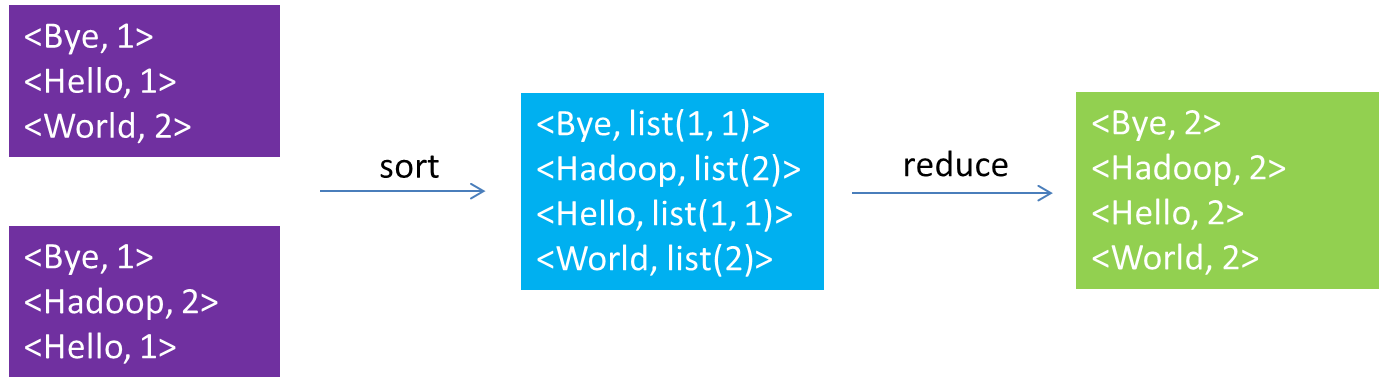 <Bye, 1>
<Hello, 1>
<World, 2>
<Bye, 1>
<Hadoop, 2>
<Hello, 1>
sort
<Bye, list(1, 1)>
<Hadoop, list(2)>
<Hello, list(1, 1)>
<World, list(2)>
reduce
<Bye, 2>
<Hadoop, 2>
<Hello, 2>
<World, 2>